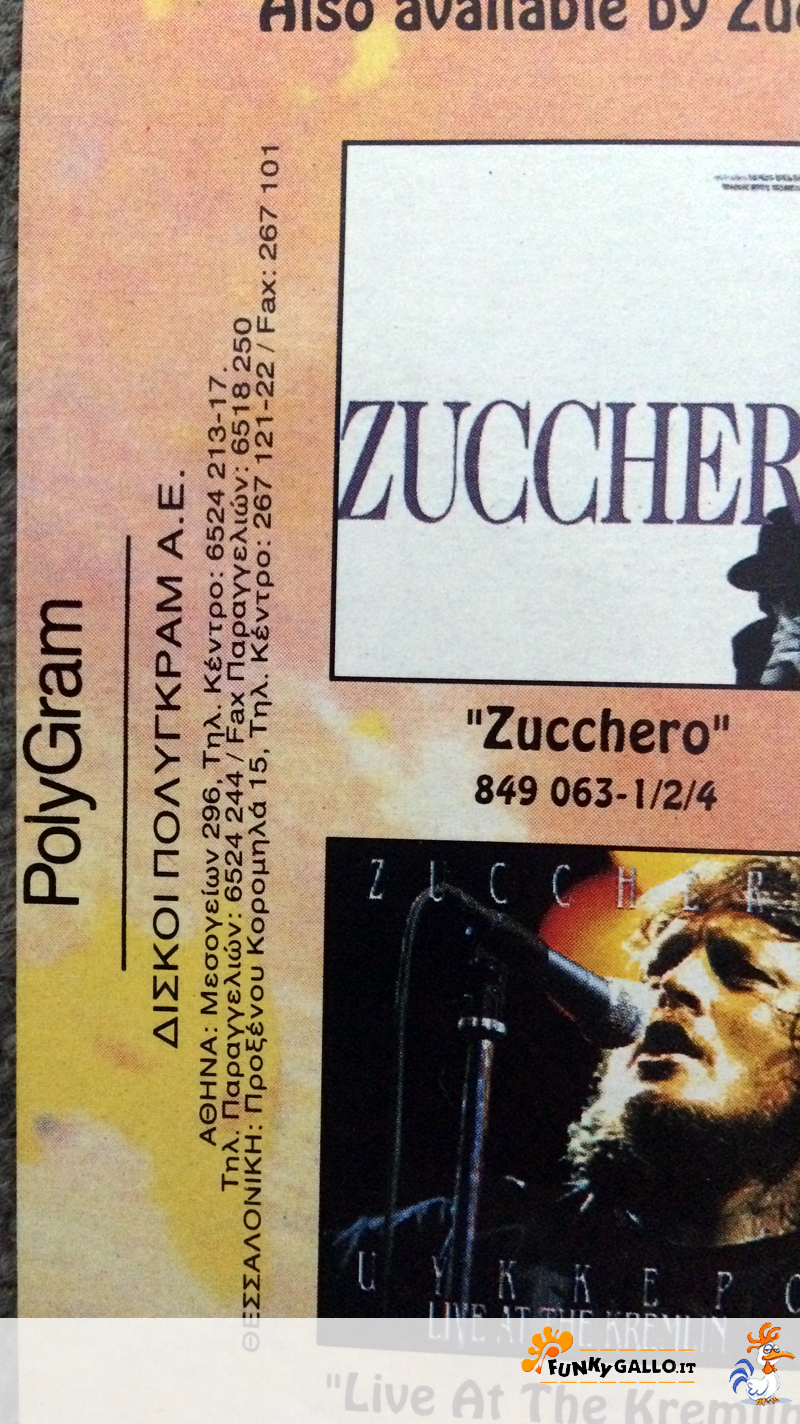 Also available by
ZUCCHER
"Zucchero"
849 063-1/2/4
ZUCCHER
UYKKEPO
LIVE AT THE KREMLIN
"Live At The Kremlin
PolyGram
ΔΙΣΚΟΙ ΠΟΛΥΓΚΡΑΜ Α.Ε.
ΑΘΗΝΑ: Μεσογείων 296, Τηλ. Κέντρο: 6524 213-17.
Τηλ. Παραγγελιών: 6524 244 / Fax Παραγγελιών: 6518 250
ΘΕΣΣΑΛΟΝΙΚΗ: Προξένου Κορομηλά 15, Τηλ. Κέντρο: 267 121-22 / Fax: 267 101
FUNKYGALLO.IT